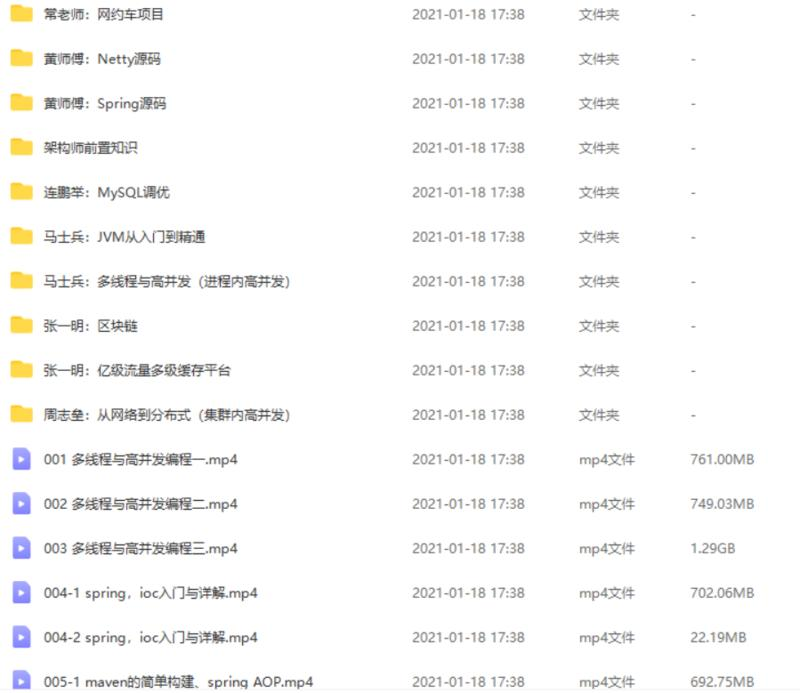 常老师：网约车项目 2021-01-18 17:38 文件夹 -
黄师傅：Netty源码 2021-01-18 17:38 文件夹 -
黄师傅：Spring源码 2021-01-18 17:38 文件夹 -
架构师前置知识 2021-01-18 17:38 文件夹 -
连鹏举：MySQL调优 2021-01-18 17:38 文件夹 -
马士兵：JVM从入门到精通 2021-01-18 17:38 文件夹 -
马士兵：多线程与高并发（进程内高并发） 2021-01-18 17:38 文件夹 -
张一明：区块链 2021-01-18 17:38 文件夹 -
张一明：亿级流量多级缓存平台 2021-01-18 17:38 文件夹 -
周志垒：从网络到分布式（集群内高并发） 2021-01-18 17:38 文件夹 -
001 多线程与高并发编程一.mp4 2021-01-18 17:38 mp4文件 761.00MB
002 多线程与高并发编程二.mp4 2021-01-18 17:38 mp4文件 749.03MB
003 多线程与高并发编程三.mp4 2021-01-18 17:38 mp4文件 1.29GB
004-1 spring，ioc入门与详解.mp4 2021-01-18 17:38 mp4文件 702.06MB
004-2 spring，ioc入门与详解.mp4 2021-01-18 17:38 mp4文件 22.19MB
005-1 maven的简单构建、spring AOP.mp4 2021-01-18 17:38 mp4文件 692.75MB